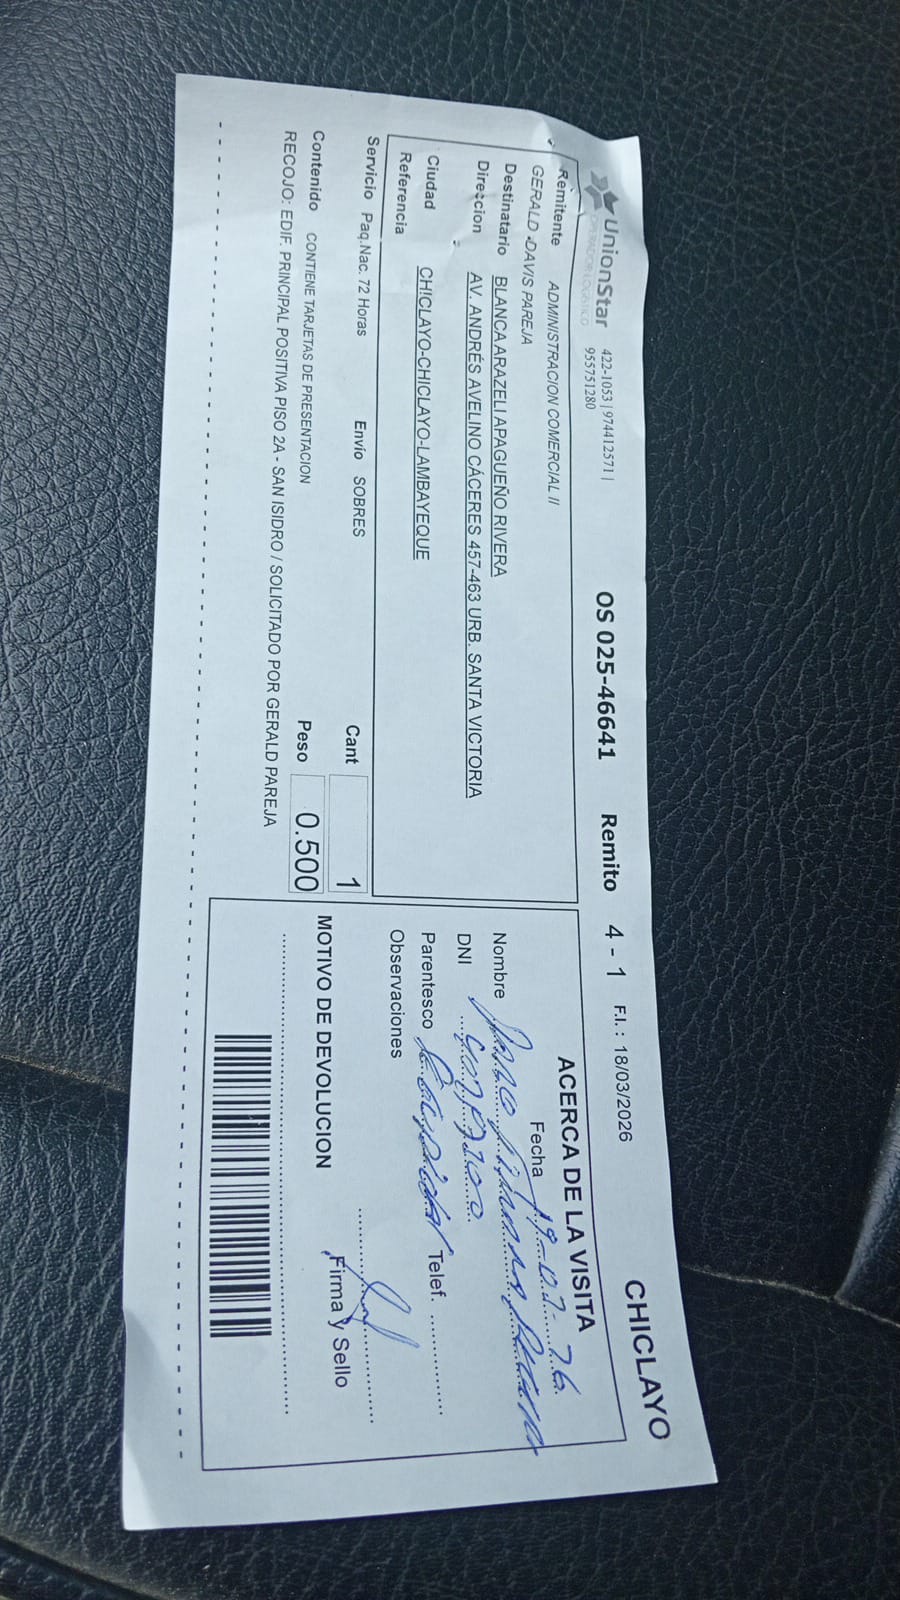 UnionStar
OPERADOR LOGÍSTICO
422-1053 | 974412571 |
955751280
OS 025-46641 Remito 4 - 1 F.I.: 18/03/2026 CHICLAYO
Remitente ADMINISTRACION COMERCIAL II
GERALD DAVIS PAREJA
Destinatario BLANCA ARAZELI APAGUEÑO RIVERA
Direccion AV. ANDRÉS AVELINO CÁCERES 457-463 URB. SANTA VICTORIA
Ciudad CHICLAYO-CHICLAYO-LAMBAYEQUE
Referencia
Servicio Paq.Nac. 72 Horas Envio SOBRES Cant 1
Contenido CONTIENE TARJETAS DE PRESENTACION Peso 0.500
RECOJO: EDIF. PRINCIPAL POSITIVA PISO 2A - SAN ISIDRO / SOLICITADO POR GERALD PAREJA
ACERCA DE LA VISITA
Fecha
Nombre
DNI
Parentesco Telef.
Observaciones
Firma y Sello
MOTIVO DE DEVOLUCION